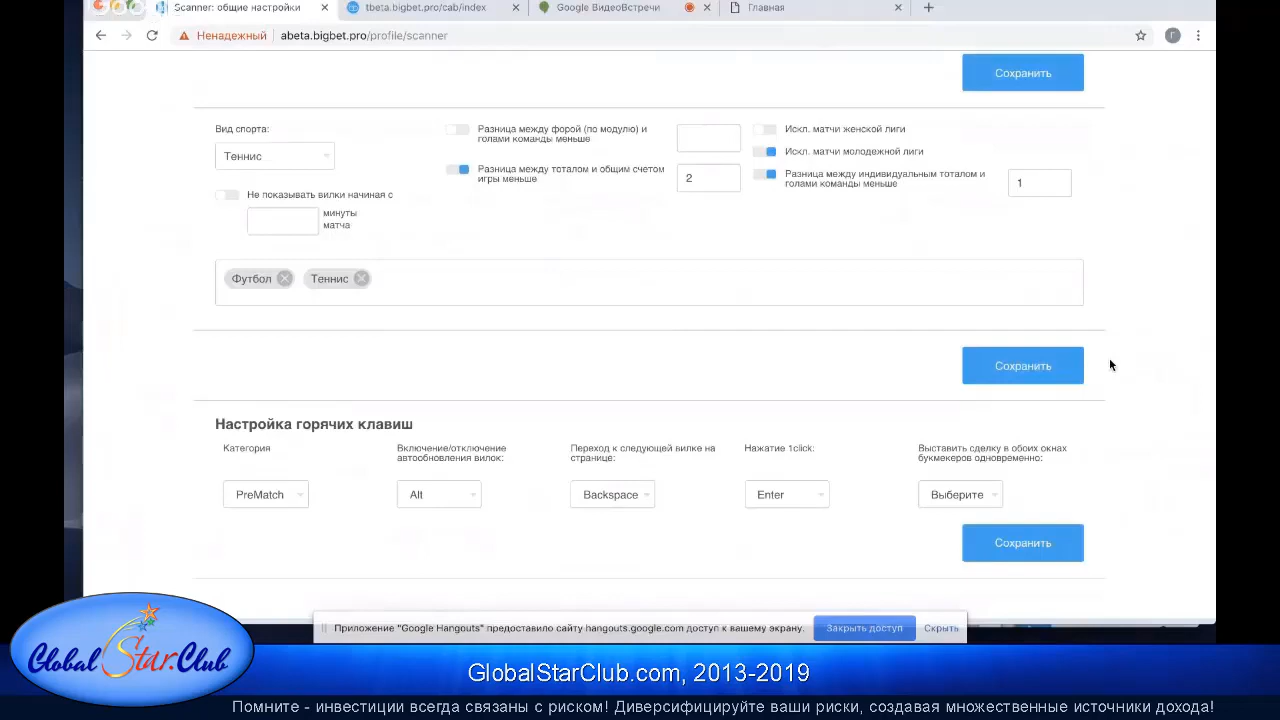 Scanner: общие настройки
tbeta.bigbet.pro/cab/index
Google ВидеоВстречи
Главная
Ненадежный
abeta.bigbet.pro/profile/scanner
Г
Сохранить
Вид спорта:
Теннис
Разница между форой (по модулю) и
голами команды меньше
Искл. матчи женской лиги
Искл. матчи молодежной лиги
Разница между тоталом и общим счетом
игры меньше
2
Разница между индивидуальным тоталом и
голами команды меньше
1
Не показывать вилки начиная с
минуты
матча
Футбол
Теннис
Сохранить
Настройка горячих клавиш
Категория
Включение/отключение
автообновления вилок:
Переход к следующей вилке на
странице:
Нажатие 1click:
Выставить сделку в обоих окнах
букмекеров одновременно:
PreMatch
Alt
Backspace
Enter
Выберите
Сохранить
Приложение "Google Hangouts" предоставило сайту hangouts.google.com доступ к вашему экрану.
Закрыть доступ
Скрыть
Global Star.Club
GlobalStarClub.com, 2013-2019
Помните - инвестиции всегда связаны с риском! Диверсифицируйте ваши риски, создавая множественные источники дохода!